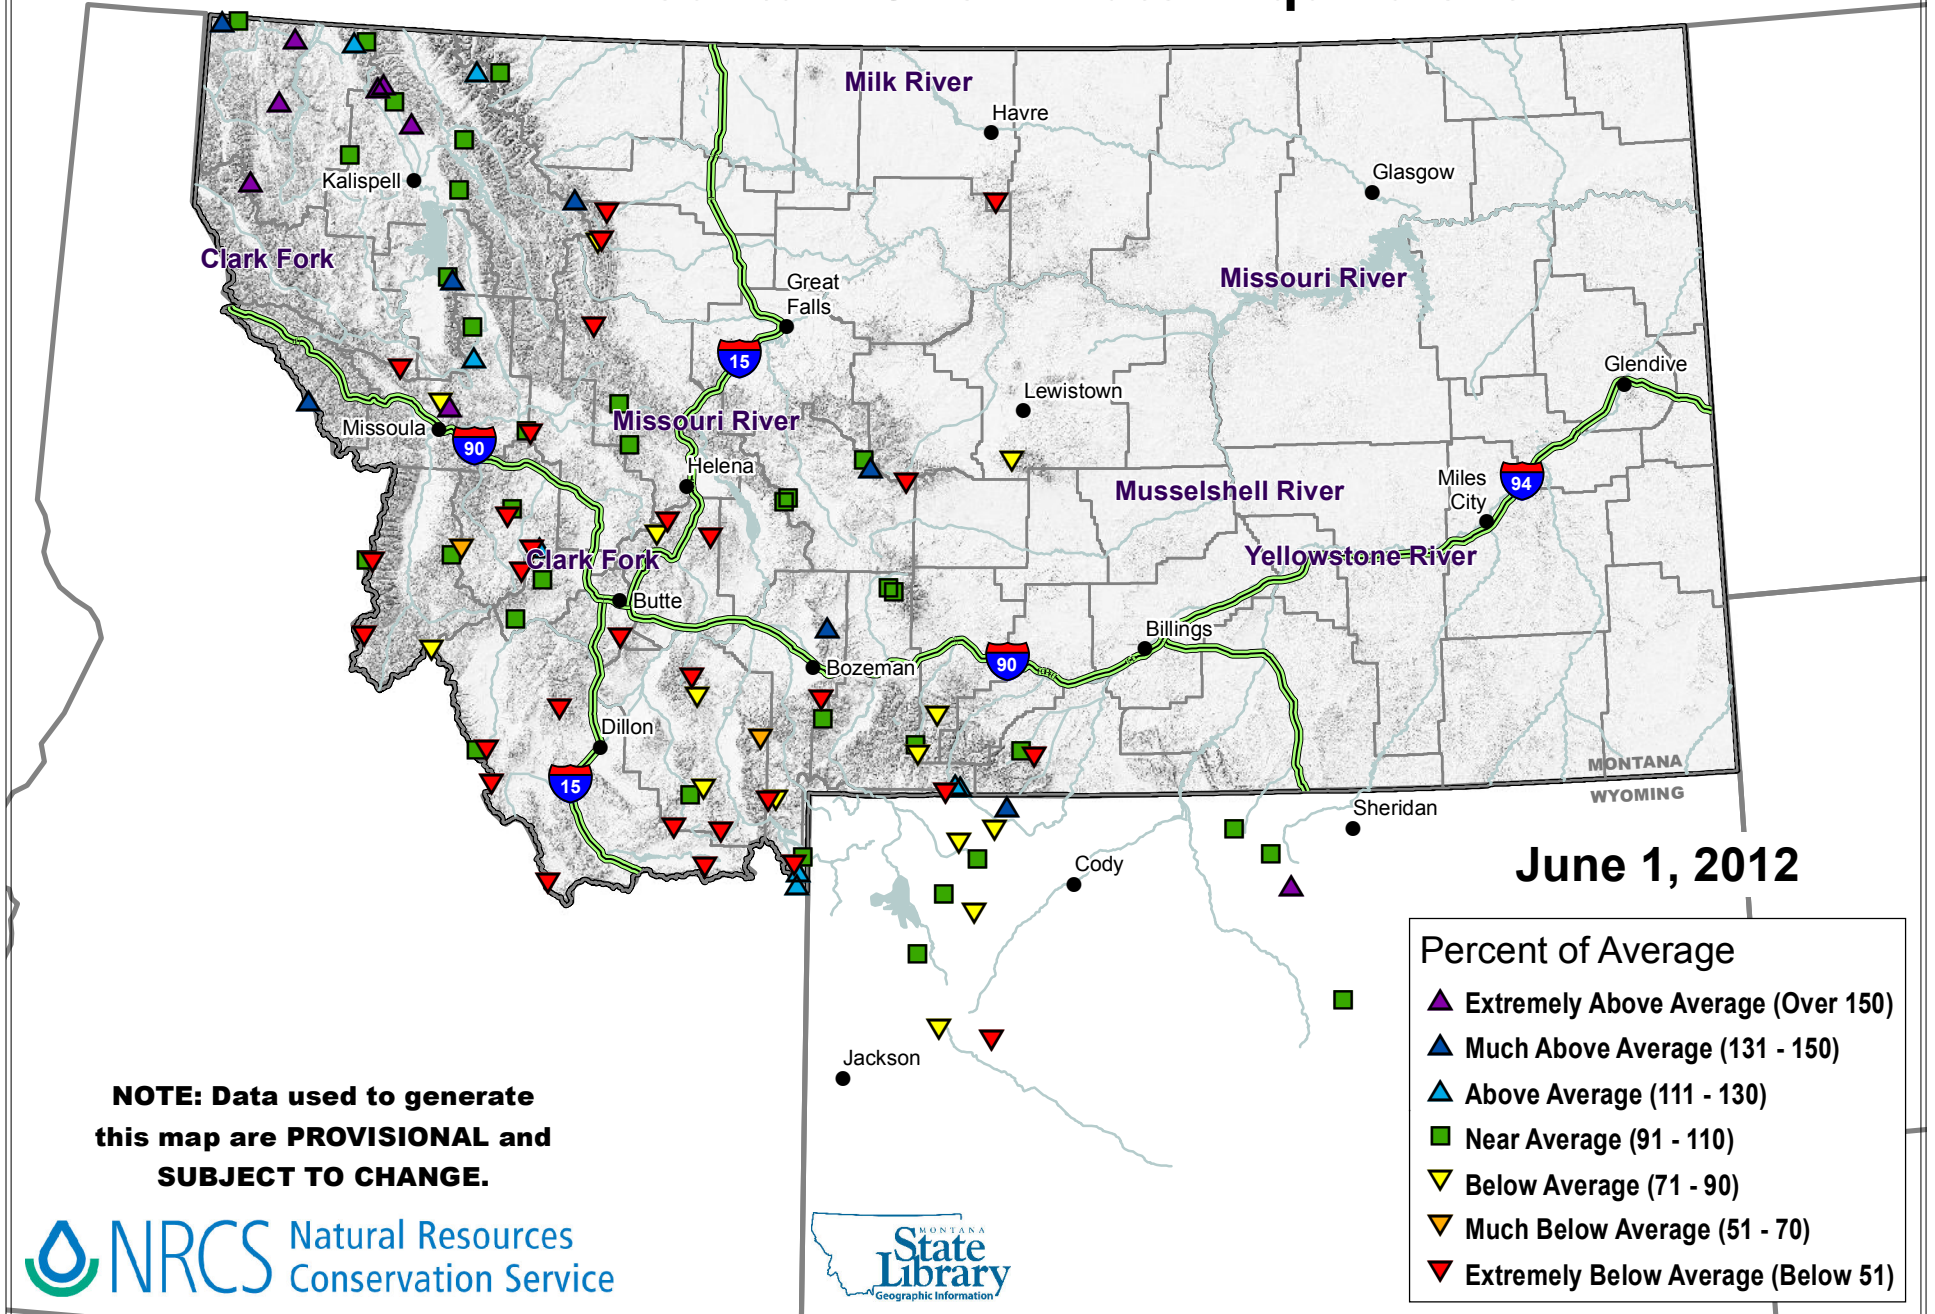 Milk River
Havre
Glasgow
Kalispell
Clark Fork
Missouri River
Great
Falls
15
Glendive
Lewistown
Missouri River
Missoula
90
Helena
Musselshell River
Miles
City
94
Clark Fork
Yellowstone River
Butte
Billings
Bozeman
90
Dillon
15
MONTANA
WYOMING
Sheridan
Cody
June 1, 2012
Jackson
Percent of Average
Extremely Above Average (Over 150)
Much Above Average (131 - 150)
Above Average (111 - 130)
Near Average (91 - 110)
Below Average (71 - 90)
Much Below Average (51 - 70)
Extremely Below Average (Below 51)
NOTE: Data used to generate
this map are PROVISIONAL and
SUBJECT TO CHANGE.
NRCS Natural Resources
Conservation Service
MONTANA
State
Library
Geographic Information